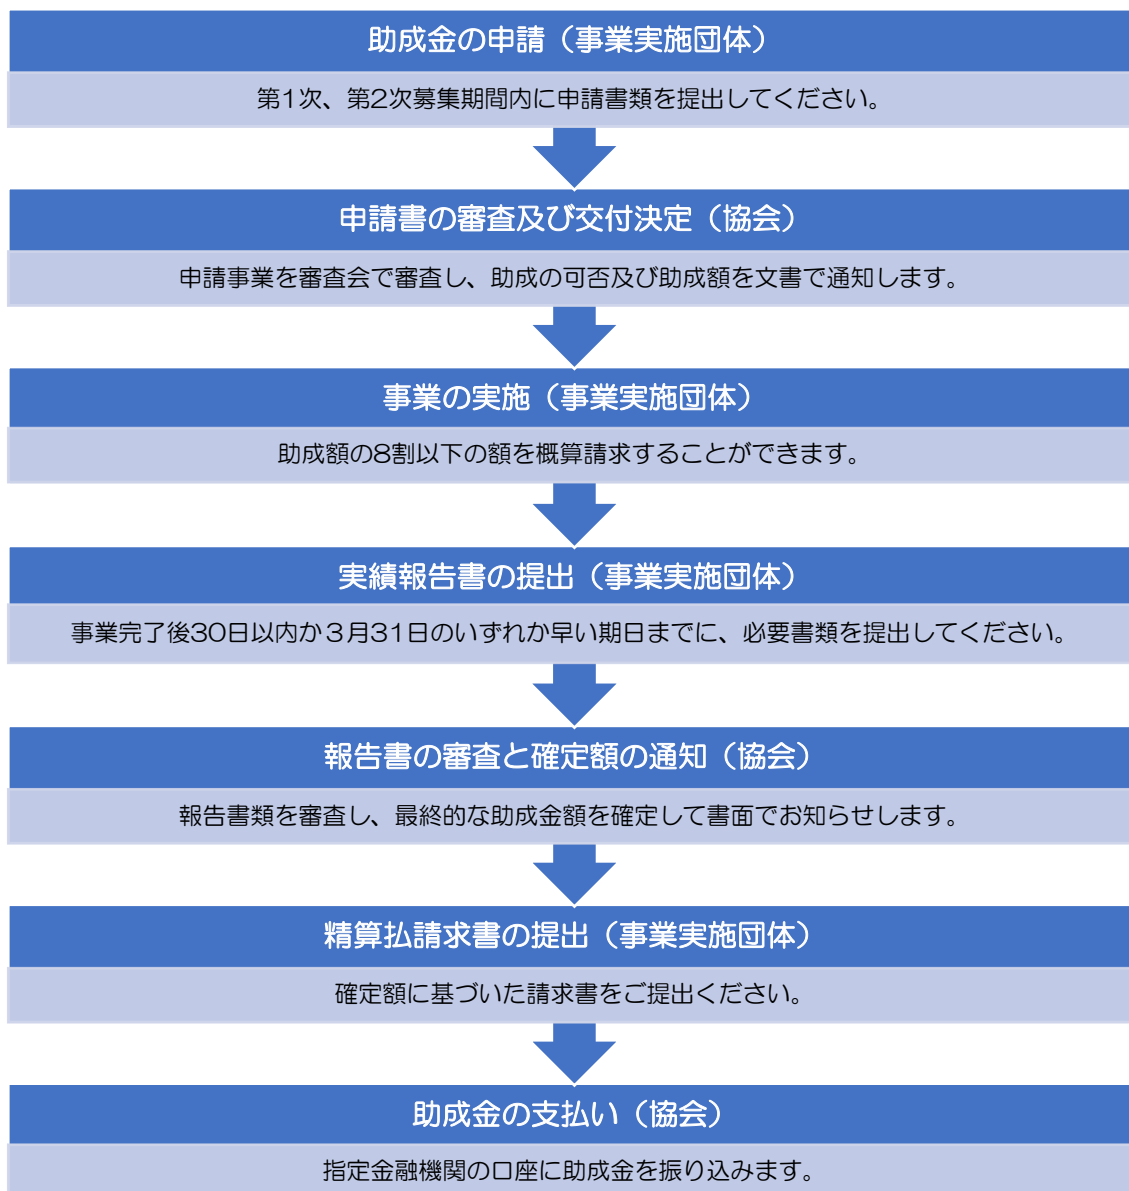 助成金の申請（事業実施団体）
第1次、第2次募集期間内に申請書類を提出してください。
申請書の審査及び交付決定（協会）
申請事業を審査会で審査し、助成の可否及び助成額を文書で通知します。
事業の実施（事業実施団体）
助成額の8割以下の額を概算請求することができます。
実績報告書の提出（事業実施団体）
事業完了後30日以内か３月31日のいずれか早い期日までに、必要書類を提出してください。
報告書の審査と確定額の通知（協会）
報告書類を審査し、最終的な助成金額を確定して書面でお知らせします。
精算払請求書の提出（事業実施団体）
確定額に基づいた請求書をご提出ください。
助成金の支払い（協会）
指定金融機関の口座に助成金を振り込みます。